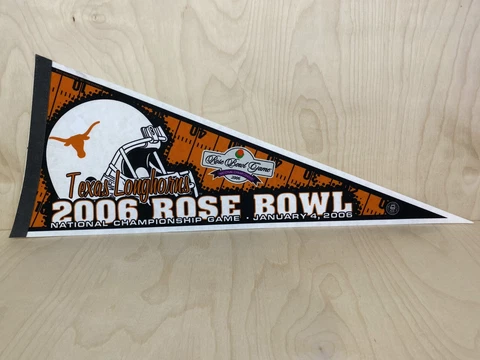 Rose Bowl Game
Texas Longhorns
2006 ROSE BOWL
NATIONAL CHAMPIONSHIP GAME · JANUARY 4, 2006